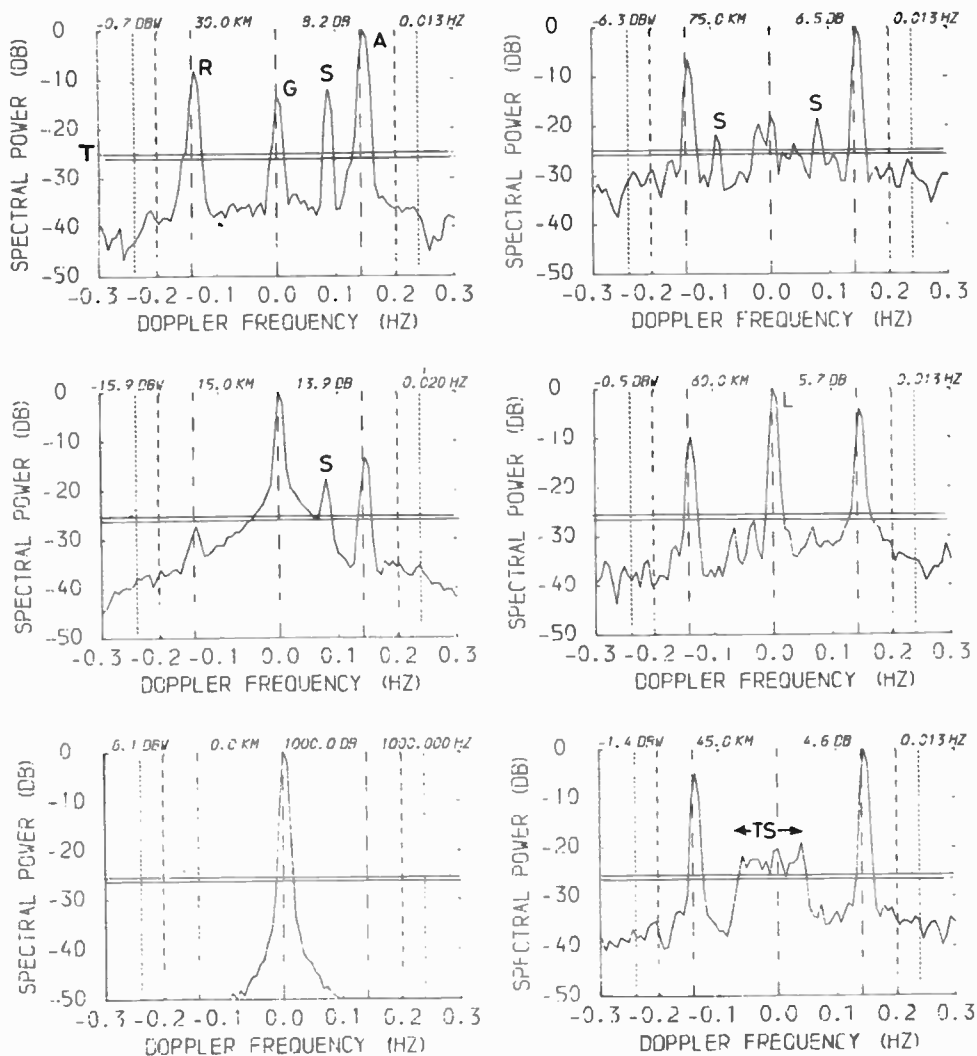 -0.7 DBW 30.0 KM 8.2 DB 0.013 HZ
0
-10
-20
-30
-40
-50
SPECTRAL POWER (DB)
R
G
S
A
T
-0.3 -0.2 -0.1 0.0 0.1 0.2 0.3
DOPPLER FREQUENCY (HZ)
-6.3 DBW 75.0 KM 6.5 DB 0.013 HZ
0
-10
-20
-30
-40
-50
SPECTRAL POWER (DB)
S
S
-0.3 -0.2 -0.1 0.0 0.1 0.2 0.3
DOPPLER FREQUENCY (HZ)
-15.9 DBW 15.0 KM 13.9 DB 0.020 HZ
0
-10
-20
-30
-40
-50
SPECTRAL POWER (DB)
S
-0.3 -0.2 -0.1 0.0 0.1 0.2 0.3
DOPPLER FREQUENCY (HZ)
-0.5 DBW 60.0 KM 5.7 DB 0.013 HZ
0
-10
-20
-30
-40
-50
SPECTRAL POWER (DB)
L
-0.3 -0.2 -0.1 0.0 0.1 0.2 0.3
DOPPLER FREQUENCY (HZ)
6.1 DBW 0.0 KM 1000.0 DB 1000.000 HZ
0
-10
-20
-30
-40
-50
SPECTRAL POWER (DB)
-0.3 -0.2 -0.1 0.0 0.1 0.2 0.3
DOPPLER FREQUENCY (HZ)
-1.4 DBW 45.0 KM 4.6 DB 0.013 HZ
0
-10
-20
-30
-40
-50
SPECTRAL POWER (DB)
TS
-0.3 -0.2 -0.1 0.0 0.1 0.2 0.3
DOPPLER FREQUENCY (HZ)